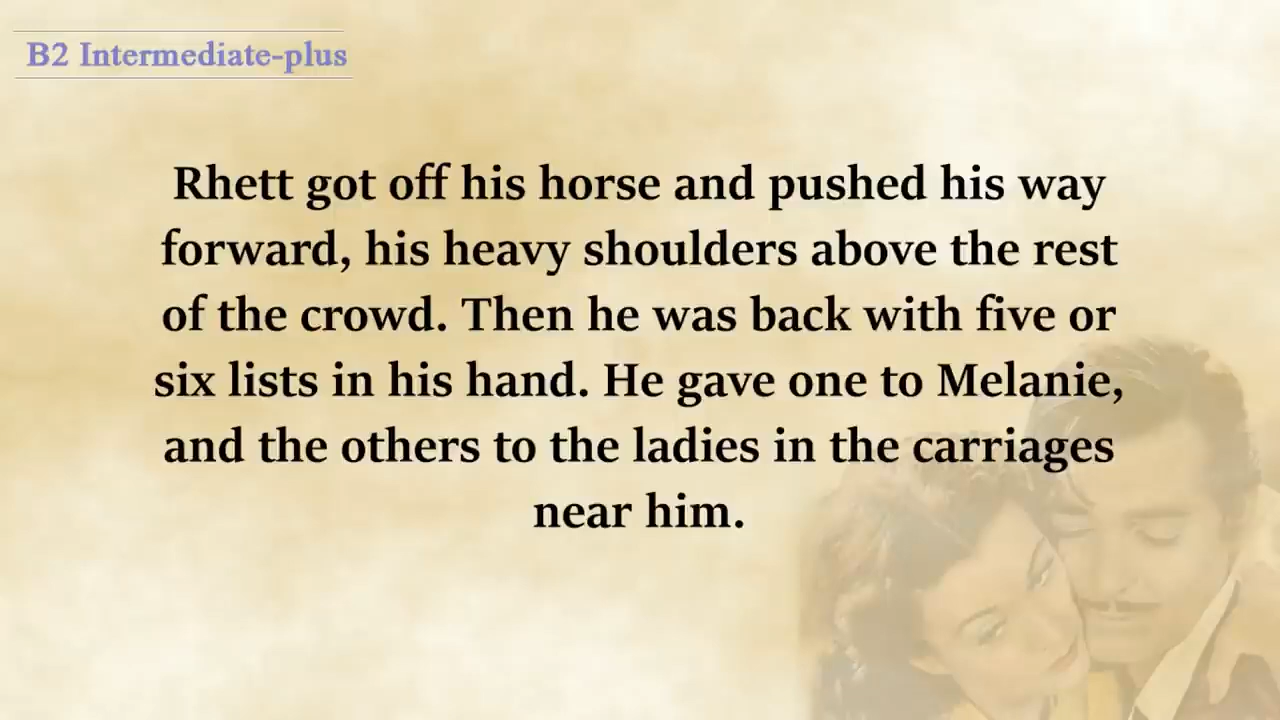 B2 Intermediate-plus
Rhett got off his horse and pushed his way
forward, his heavy shoulders above the rest
of the crowd. Then he was back with five or
six lists in his hand. He gave one to Melanie,
and the others to the ladies in the carriages
near him.